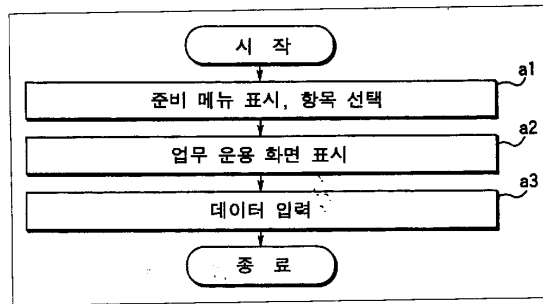 시 작
a1
준비 메뉴 표시, 항목 선택
a2
업무 운용 화면 표시
a3
데이터 입력
종 료